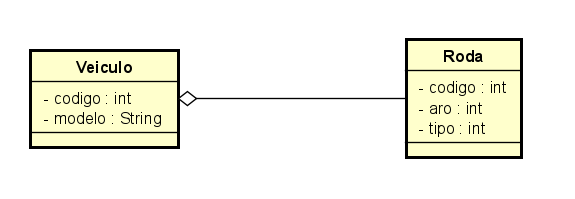 Veiculo
- codigo : int
- modelo : String
Roda
- codigo : int
- aro : int
- tipo : int